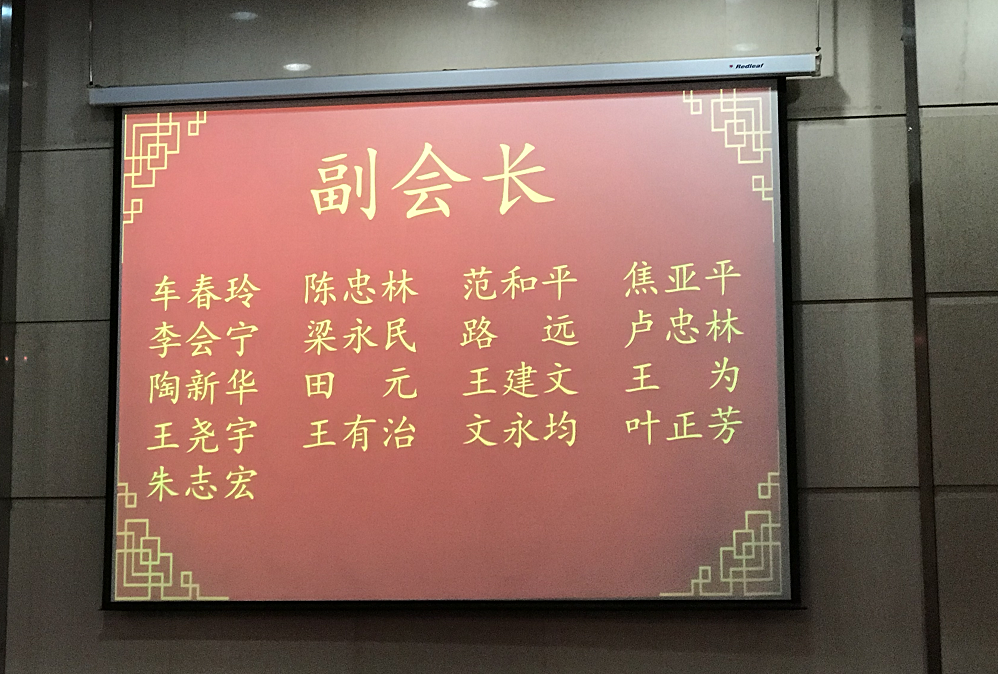 Redleaf
副会长
车春玲 陈忠林 范和平 焦亚平
李会宁 梁永民 路 远 卢忠林
陶新华 田 元 王建文 王 为
王尧宇 王有治 文永均 叶正芳
朱志宏